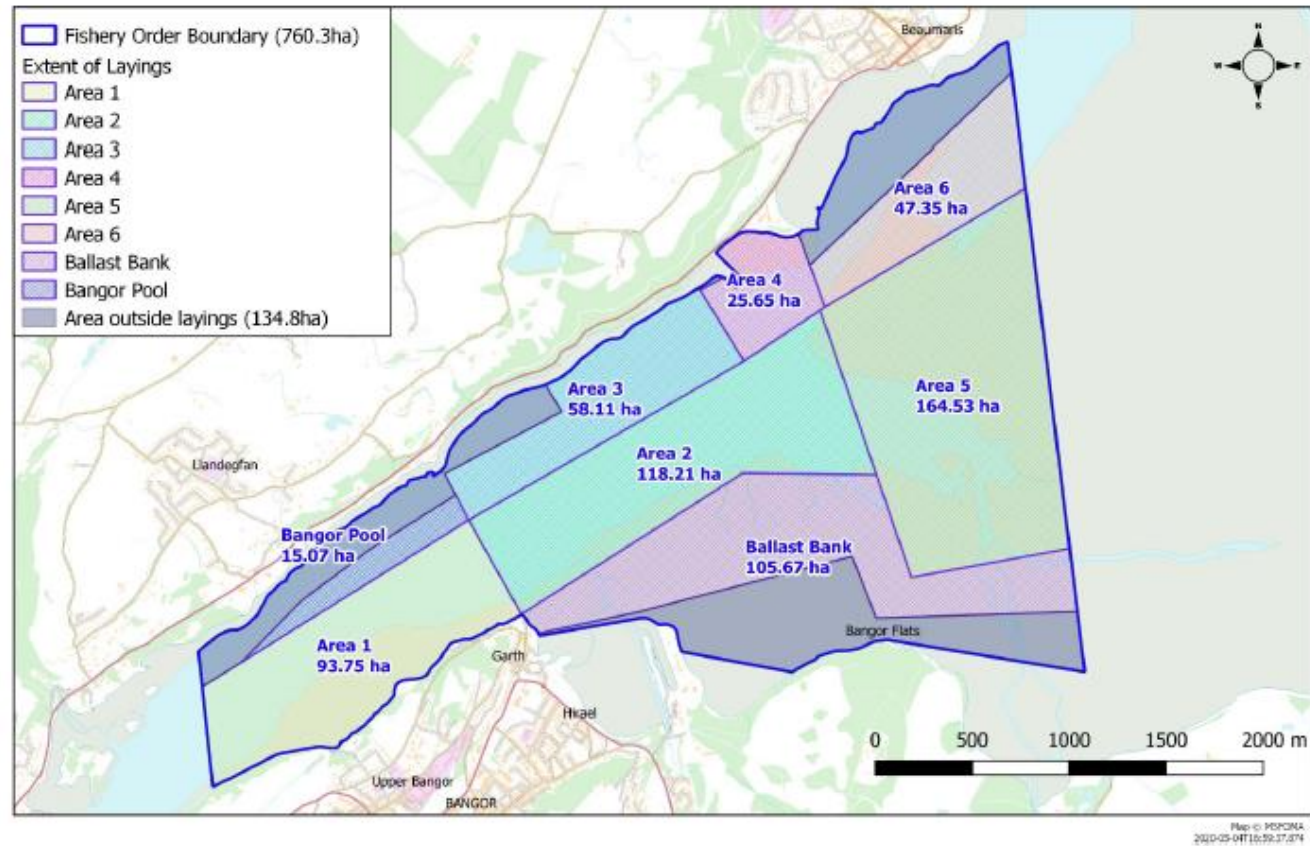 Fishery Order Boundary (760.3ha)
Extent of Layings
Area 1
Area 2
Area 3
Area 4
Area 5
Area 6
Ballast Bank
Bangor Pool
Area outside layings (134.8ha)
Beaumaris
N
W E
S
Area 6
47.35 ha
Area 4
25.65 ha
Area 3
58.11 ha
Area 5
164.53 ha
Area 2
118.21 ha
Llandegfan
Bangor Pool
15.07 ha
Ballast Bank
105.67 ha
Bangor Flats
Area 1
93.75 ha
Garth
Hirael
Upper Bangor
BANGOR
0 500 1000 1500 2000 m
Map © MSFOMA